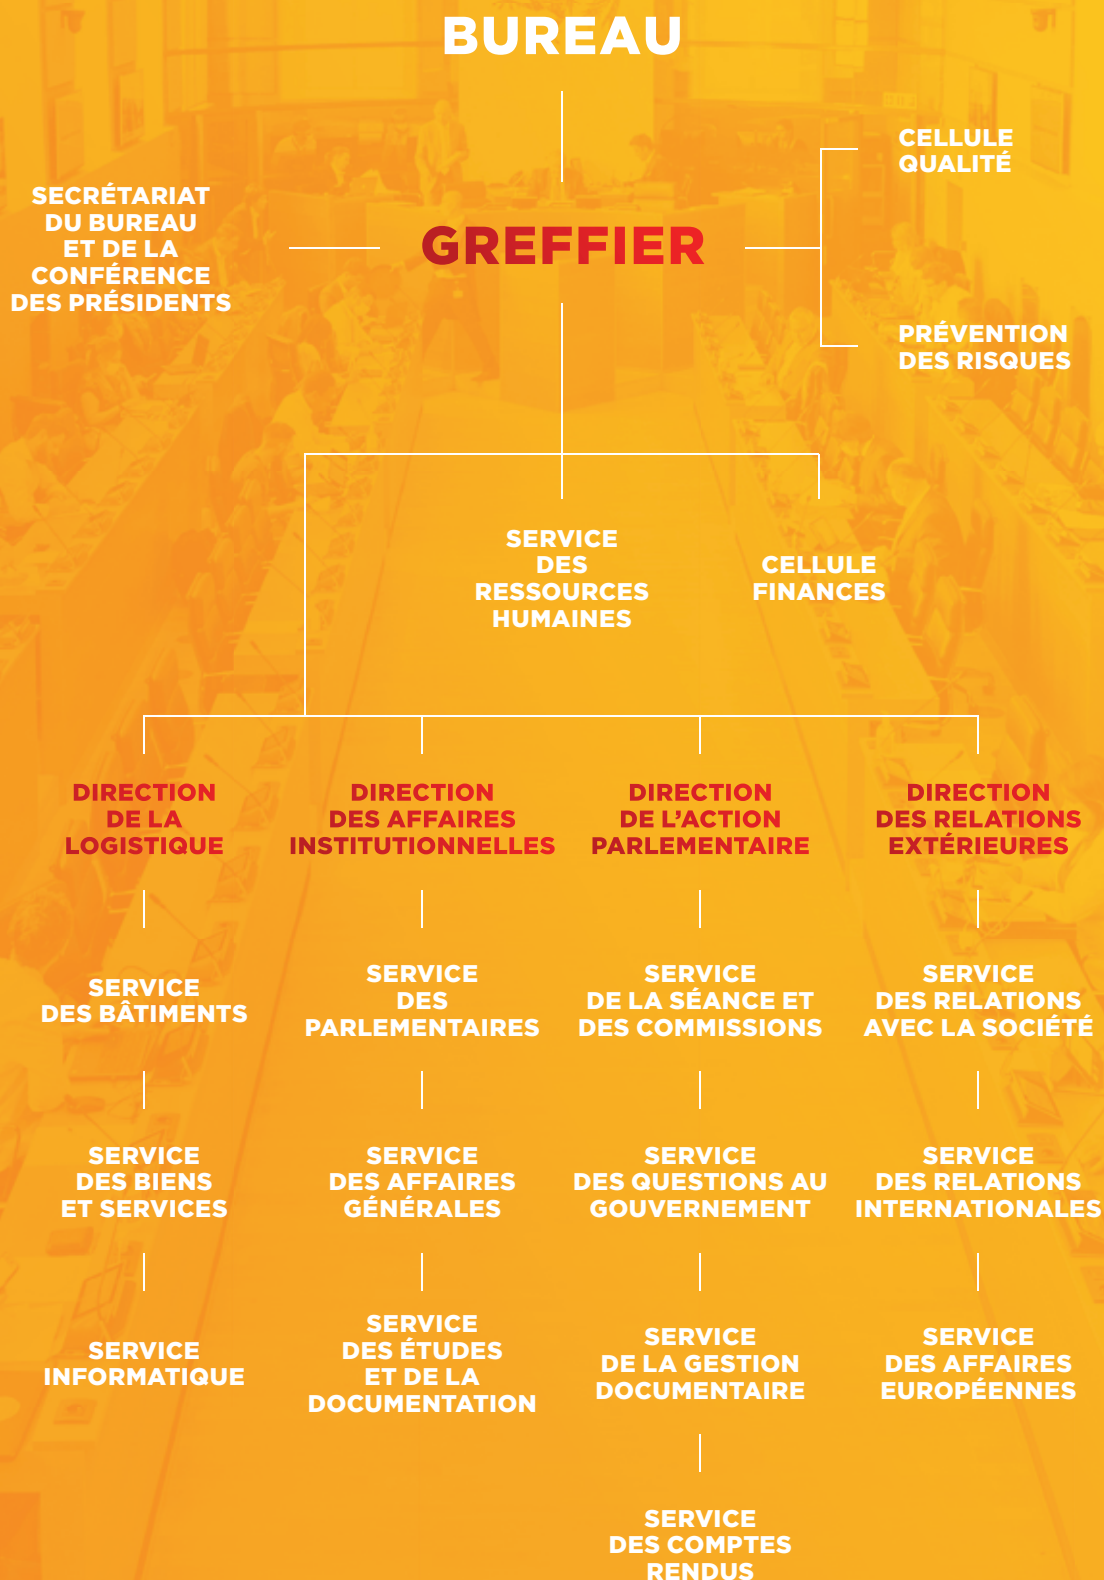 BUREAU
CELLULE
QUALITÉ
SECRÉTARIAT
DU BUREAU
ET DE LA
CONFÉRENCE
DES PRÉSIDENTS
GREFFIER
PRÉVENTION
DES RISQUES
SERVICE
DES
RESSOURCES
HUMAINES
CELLULE
FINANCES
DIRECTION
DE LA
LOGISTIQUE
DIRECTION
DES AFFAIRES
INSTITUTIONNELLES
DIRECTION
DE L’ACTION
PARLEMENTAIRE
DIRECTION
DES RELATIONS
EXTÉRIEURES
SERVICE
DES BÂTIMENTS
SERVICE
DES
PARLEMENTAIRES
SERVICE
DE LA SÉANCE ET
DES COMMISSIONS
SERVICE
DES RELATIONS
AVEC LA SOCIÉTÉ
SERVICE
DES BIENS
ET SERVICES
SERVICE
DES AFFAIRES
GÉNÉRALES
SERVICE
DES QUESTIONS AU
GOUVERNEMENT
SERVICE
DES RELATIONS
INTERNATIONALES
SERVICE
INFORMATIQUE
SERVICE
DES ÉTUDES
ET DE LA
DOCUMENTATION
SERVICE
DE LA GESTION
DOCUMENTAIRE
SERVICE
DES AFFAIRES
EUROPÉENNES
SERVICE
DES COMPTES
RENDUS